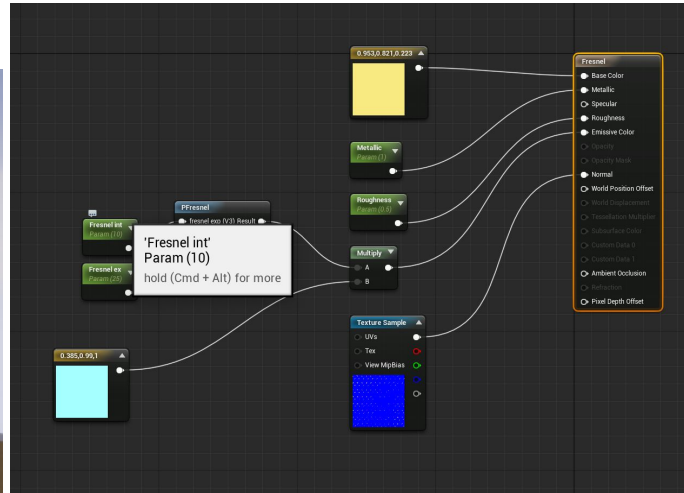 0.953,0.821,0.223
Fresnel
Base Color
Metallic
Specular
Roughness
Emissive Color
Opacity
Opacity Mask
Normal
World Position Offset
World Displacement
Tessellation Multiplier
Subsurface Color
Custom Data 0
Custom Data 1
Ambient Occlusion
Refraction
Pixel Depth Offset
Metallic
Param (1)
Roughness
Param (0.5)
PFresnel
fresnel exp (V3) Result
Fresnel int
Param (10)
Fresnel ex
Param (25)
'Fresnel int'
Param (10)
hold (Cmd + Alt) for more
Multiply
A
B
0.385,0.99,1
Texture Sample
UVs
Tex
View MipBias